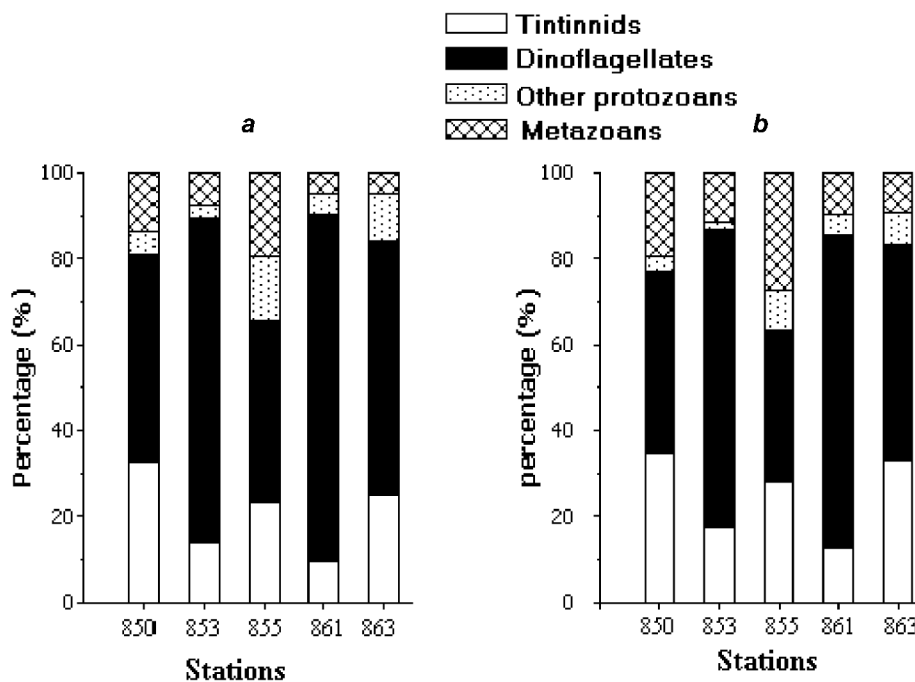 Tintinnids
Dinoflagellates
Other protozoans
Metazoans
a
b
Percentage (%)
100
80
60
40
20
0
850
853
855
861
863
Stations
percentage (%)
100
80
60
40
20
0
850
853
855
861
863
Stations